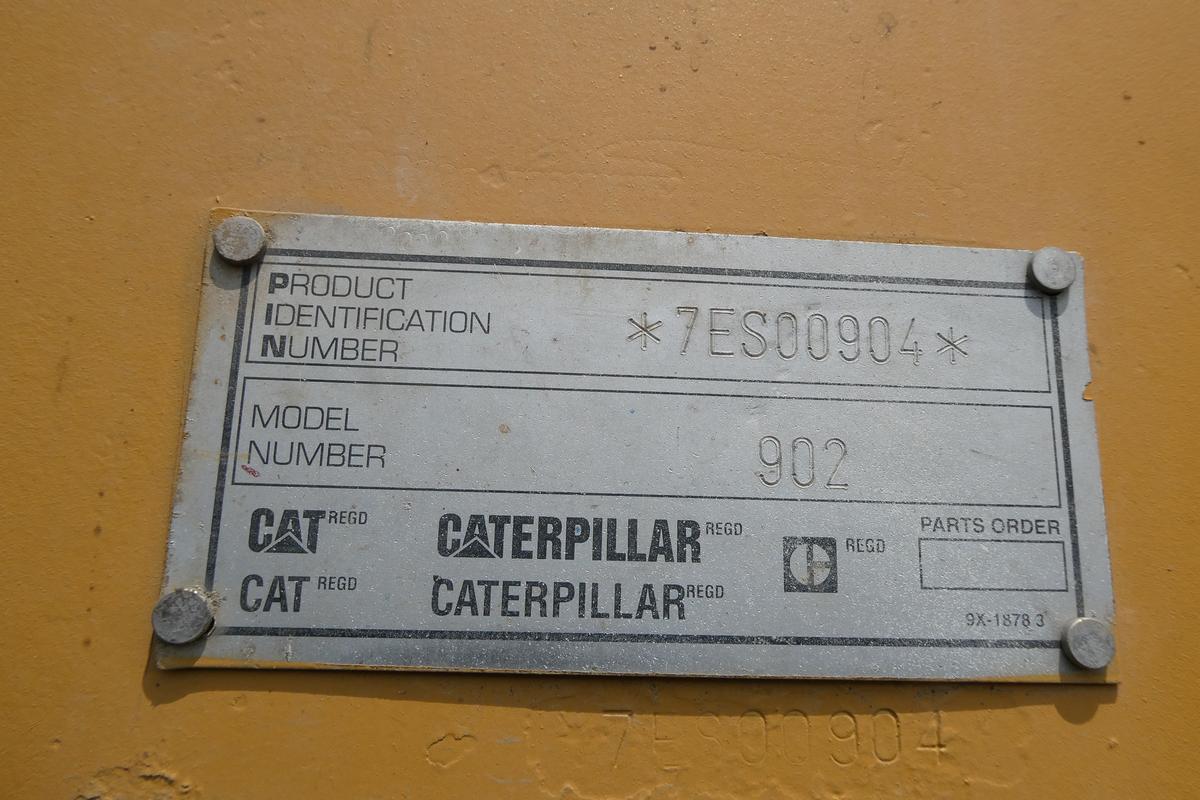 PRODUCT
IDENTIFICATION
NUMBER
*7ES00904*
MODEL
NUMBER
902
CAT REGD
CATERPILLAR REGD
REGD
PARTS ORDER
CAT REGD
CATERPILLAR REGD
9X-1878 3
7ES00904